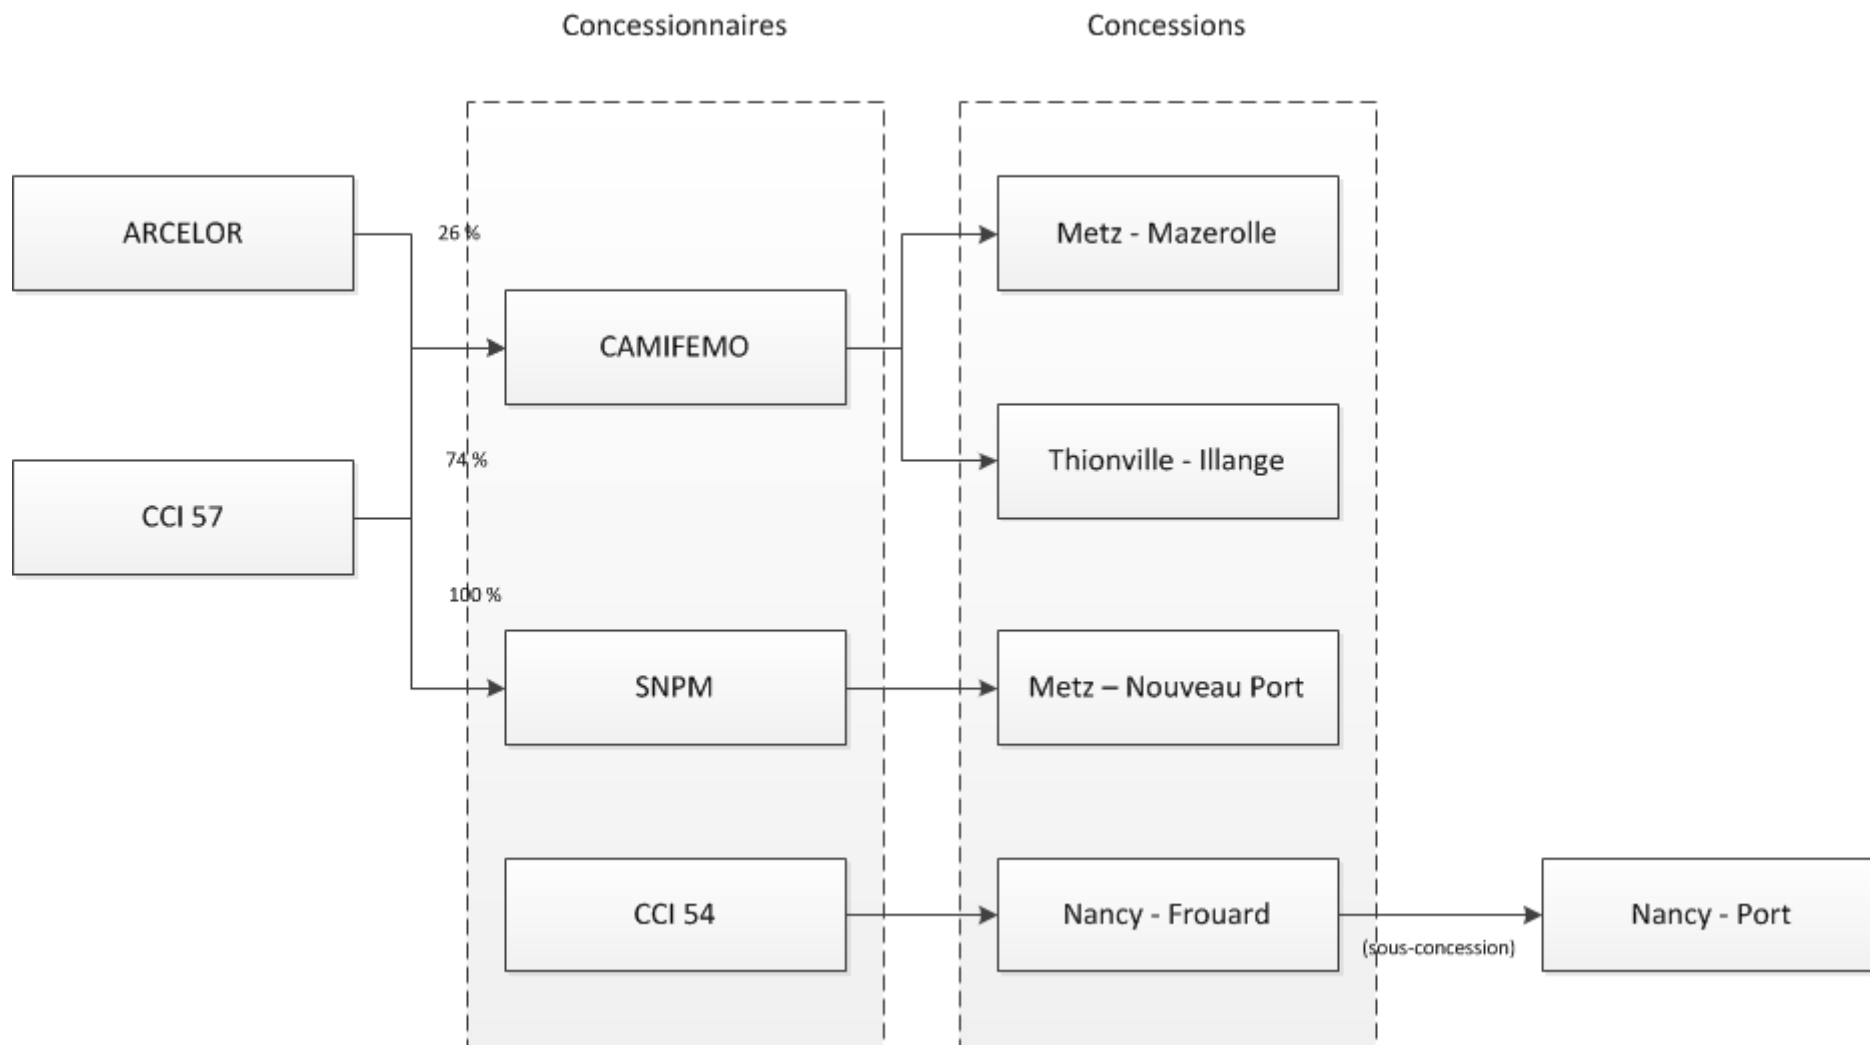 Concessionnaires
Concessions
ARCELOR
26 %
Metz - Mazerolle
CAMIFEMO
74 %
Thionville - Illange
CCI 57
100 %
SNPM
Metz – Nouveau Port
CCI 54
Nancy - Frouard
(sous-concession)
Nancy - Port